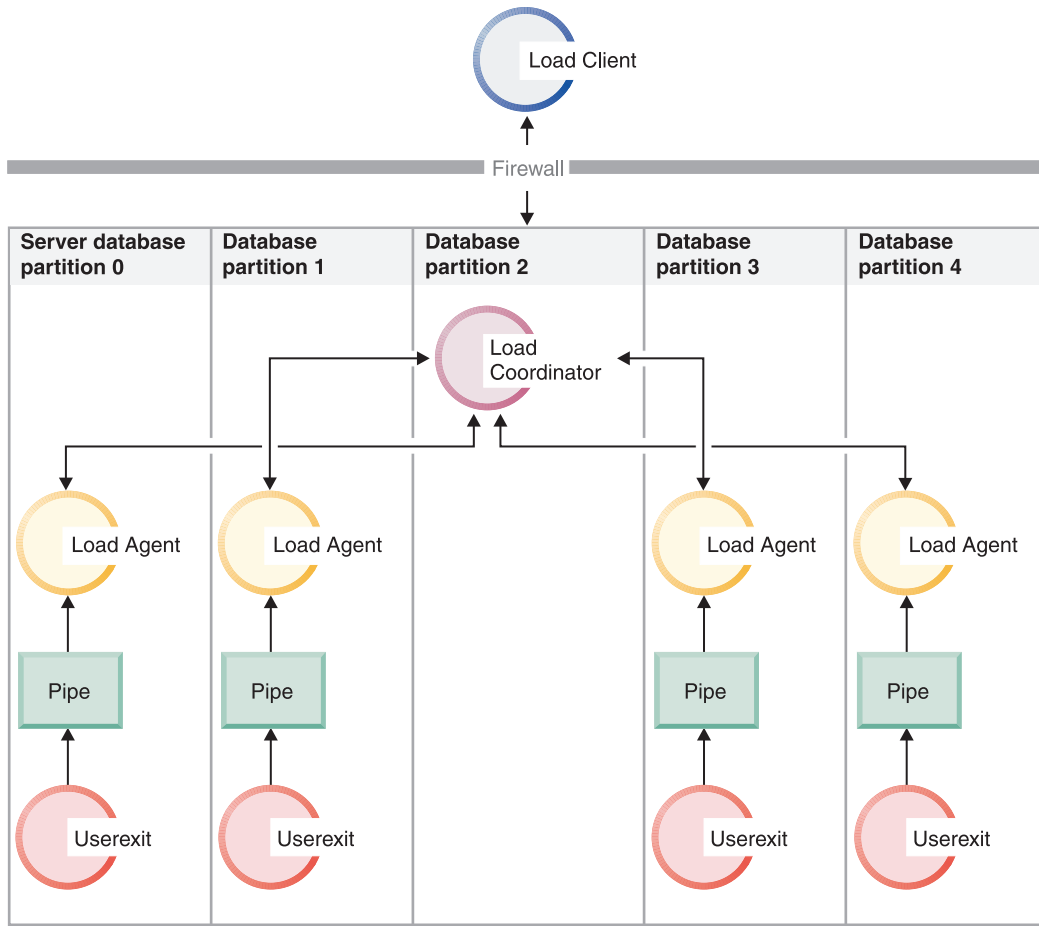 Load Client
Firewall
Server database
partition 0
Database
partition 1
Database
partition 2
Database
partition 3
Database
partition 4
Load
Coordinator
Load Agent
Load Agent
Load Agent
Load Agent
Pipe
Pipe
Pipe
Pipe
Userexit
Userexit
Userexit
Userexit